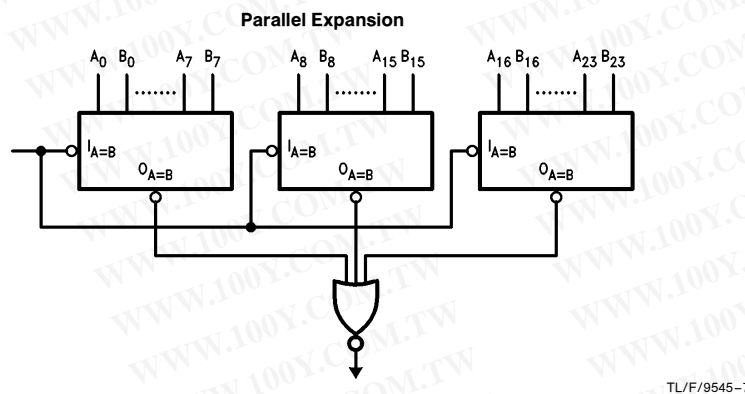 Parallel Expansion
A0 B0 ........ A7 B7 A8 B8 ........ A15 B15 A16 B16 ........ A23 B23
IA=B IA=B IA=B
OA=B OA=B OA=B
TL/F/9545–7
WWW.100Y.COM.TW